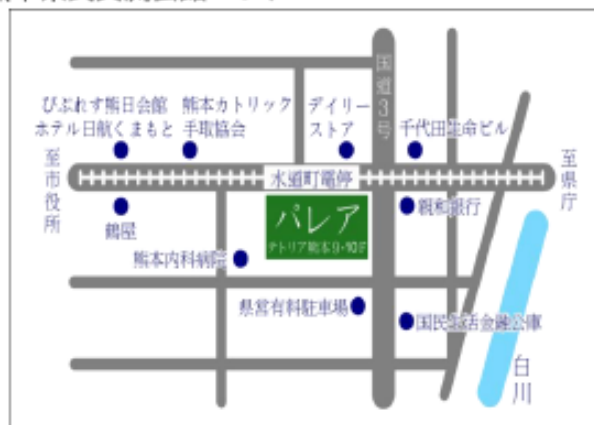 国道3号
びぷれす熊日会館
ホテル日航くまもと
熊本カトリック
手取協会
デイリー
ストア
千代田生命ビル
至市役所
水道町電停
至県庁
鶴屋
パレア
テトリア熊本9・10F
親和銀行
熊本内科病院
県営有料駐車場
国民生活金融公庫
白川